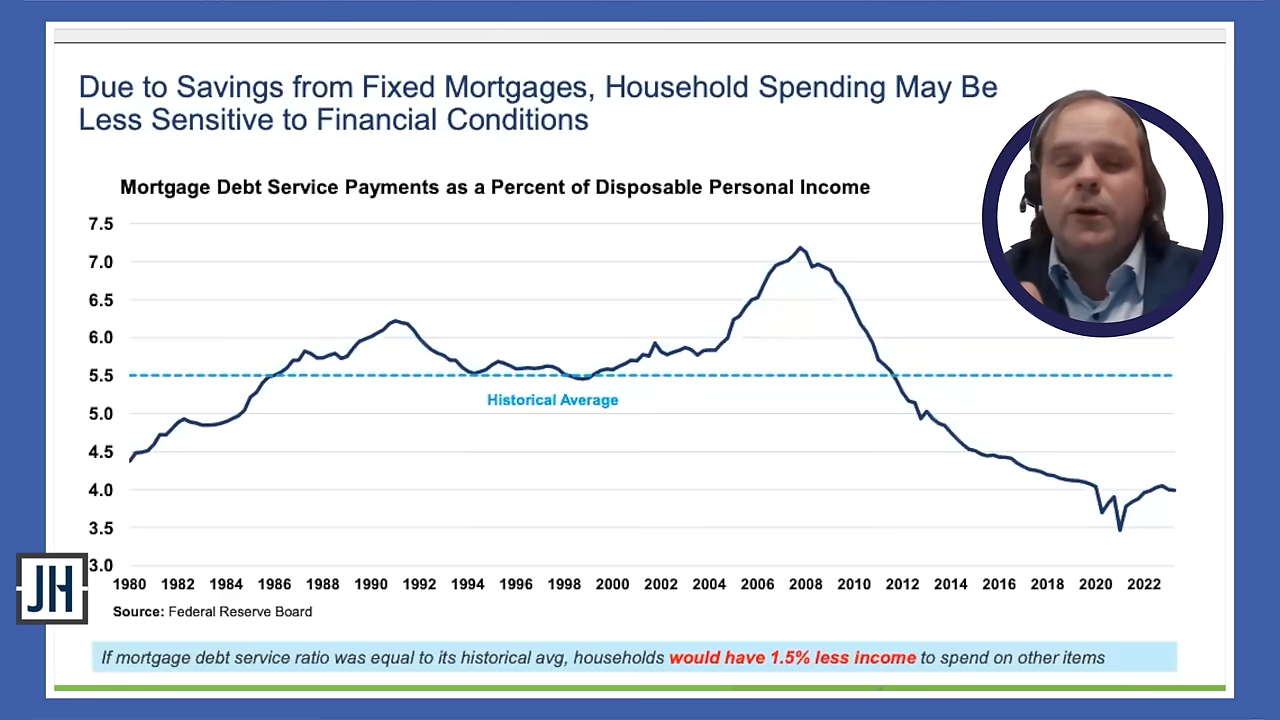 Due to Savings from Fixed Mortgages, Household Spending May Be
Less Sensitive to Financial Conditions
Mortgage Debt Service Payments as a Percent of Disposable Personal Income
7.5
7.0
6.5
6.0
5.5
Historical Average
5.0
4.5
4.0
3.5
3.0
1980 1982 1984 1986 1988 1990 1992 1994 1996 1998 2000 2002 2004 2006 2008 2010 2012 2014 2016 2018 2020 2022
JH
Source: Federal Reserve Board
If mortgage debt service ratio was equal to its historical avg, households would have 1.5% less income to spend on other items